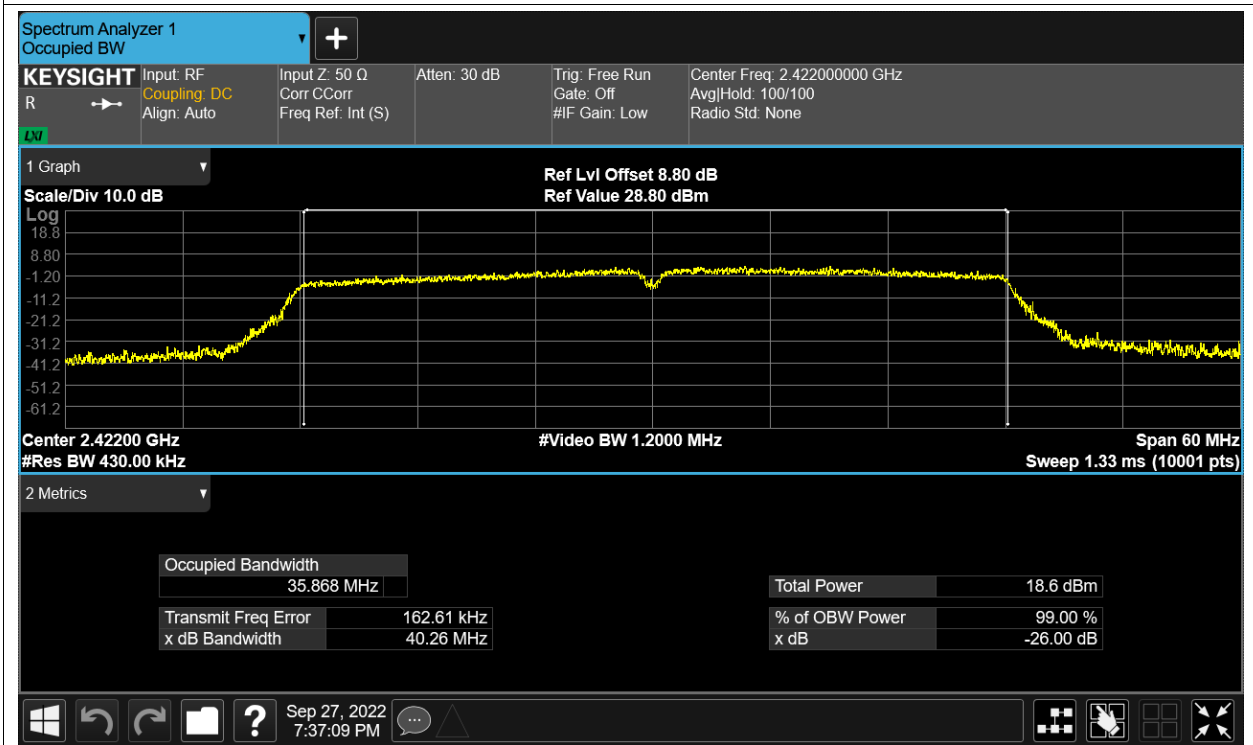 Spectrum Analyzer 1
Occupied BW
KEYSIGHT
R
LXI
Input: RF
Coupling: DC
Align: Auto
Input Z: 50 Ω
Corr CCorr
Freq Ref: Int (S)
Atten: 30 dB
Trig: Free Run
Gate: Off
#IF Gain: Low
Center Freq: 2.422000000 GHz
Avg|Hold: 100/100
Radio Std: None
1 Graph
Ref Lvl Offset 8.80 dB
Scale/Div 10.0 dB
Ref Value 28.80 dBm
Log
18.8
8.80
-1.20
-11.2
-21.2
-31.2
-41.2
-51.2
-61.2
Center 2.42200 GHz
#Video BW 1.2000 MHz
Span 60 MHz
#Res BW 430.00 kHz
Sweep 1.33 ms (10001 pts)
2 Metrics
Occupied Bandwidth
35.868 MHz
Total Power 18.6 dBm
Transmit Freq Error 162.61 kHz
% of OBW Power 99.00 %
x dB Bandwidth 40.26 MHz
x dB -26.00 dB
?
Sep 27, 2022
7:37:09 PM